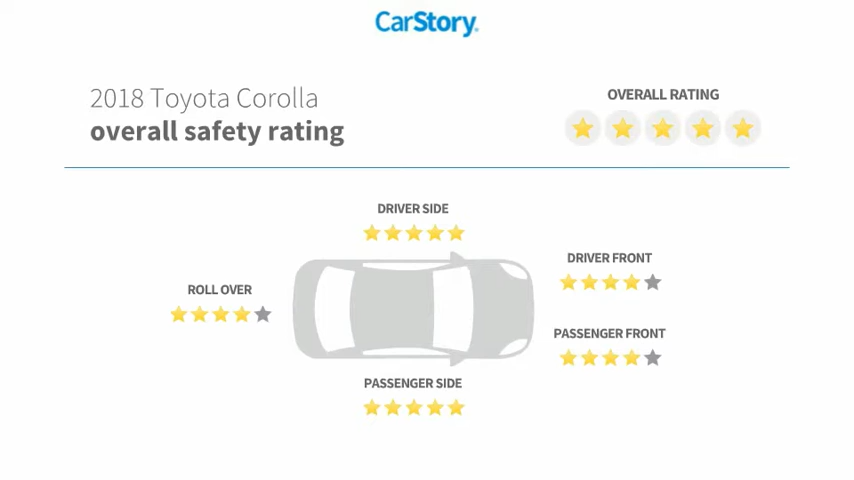 CarStory.
2018 Toyota Corolla
overall safety rating
OVERALL RATING
DRIVER SIDE
DRIVER FRONT
ROLL OVER
PASSENGER FRONT
PASSENGER SIDE